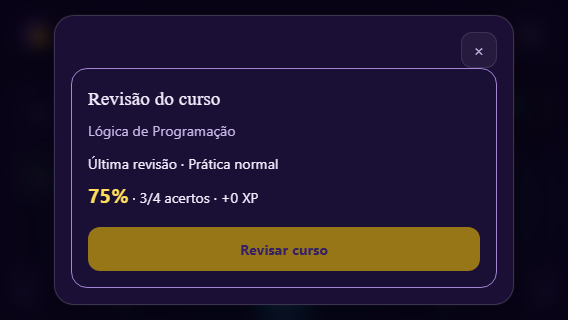 ×
Revisão do curso
Lógica de Programação
Última revisão · Prática normal
75% · 3/4 acertos · +0 XP
Revisar curso